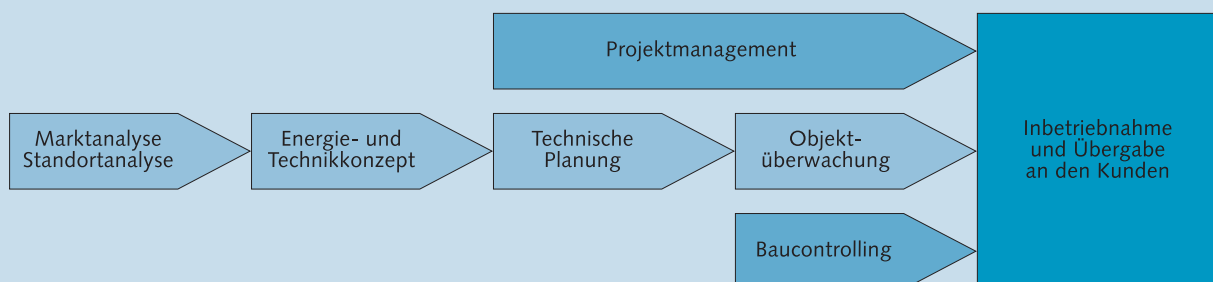 Projektmanagement
Marktanalyse
Standortanalyse
Energie- und
Technikkonzept
Technische
Planung
Objekt-
überwachung
Inbetriebnahme
und Übergabe
an den Kunden
Baucontrolling